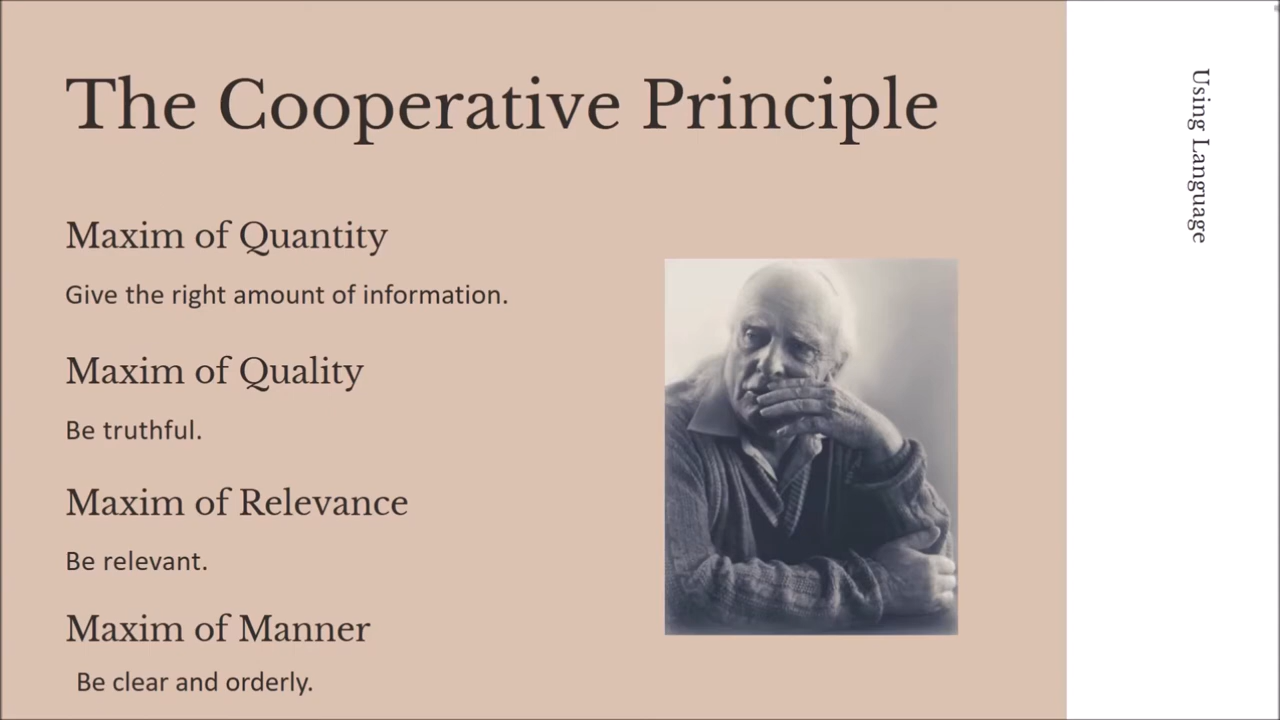 The Cooperative Principle
Maxim of Quantity
Give the right amount of information.
Maxim of Quality
Be truthful.
Maxim of Relevance
Be relevant.
Maxim of Manner
Be clear and orderly.
Using Language